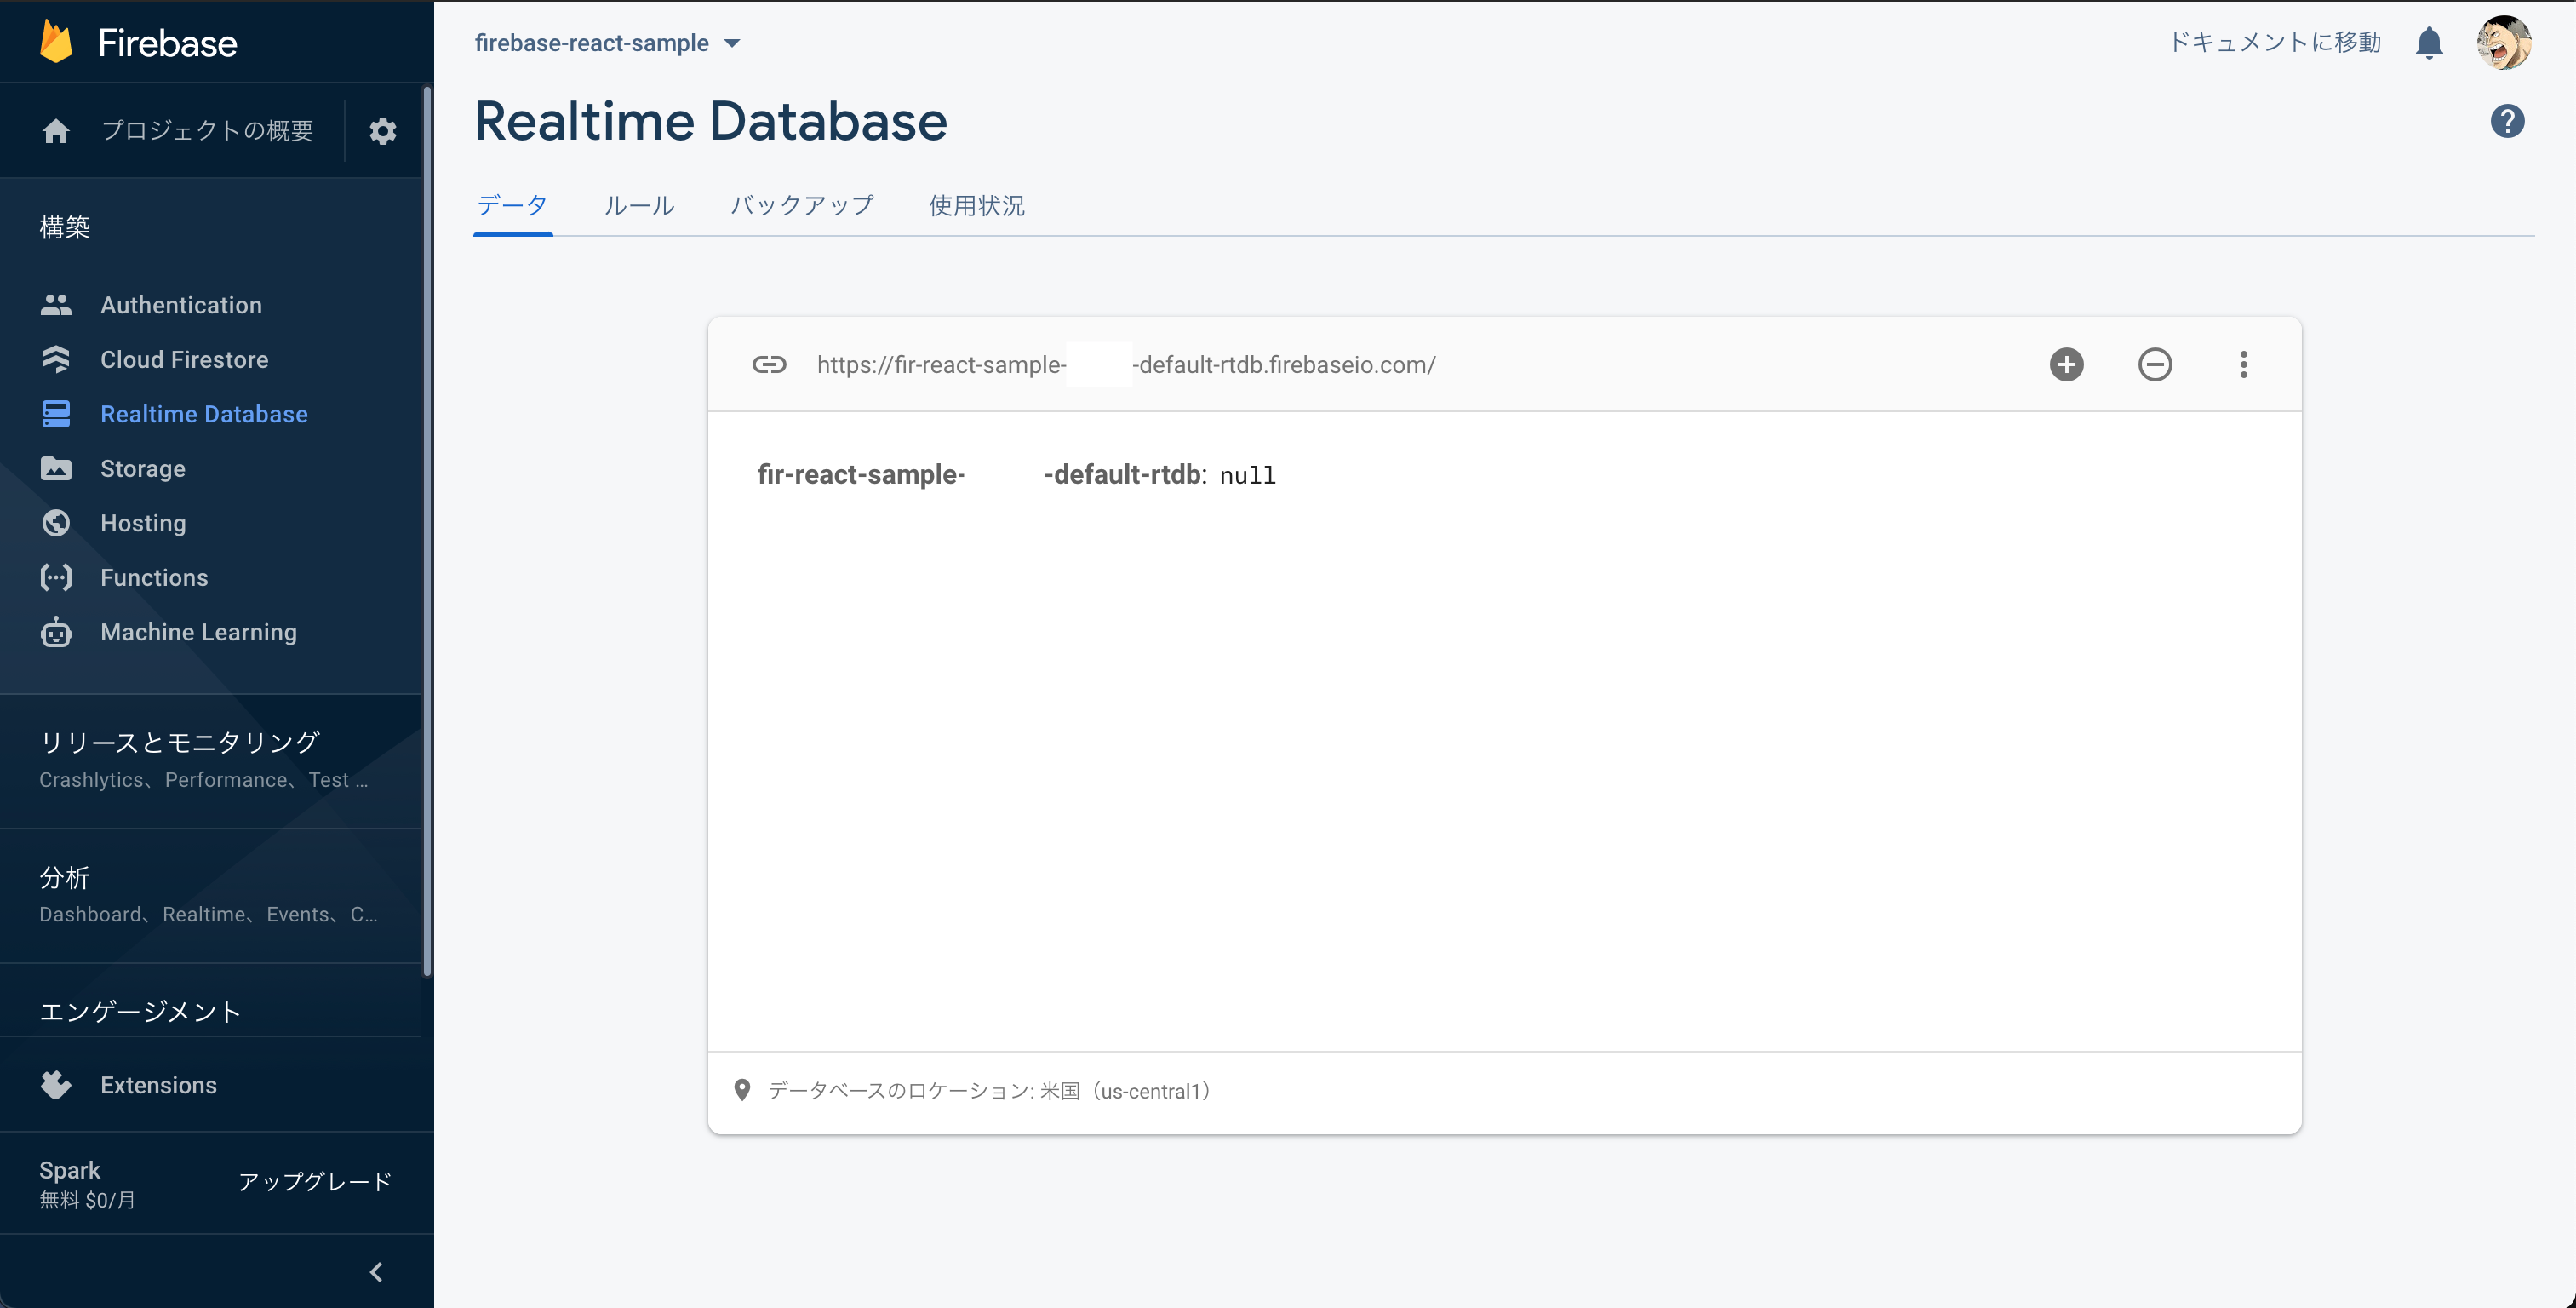 Firebase
プロジェクトの概要
構築
Authentication
Cloud Firestore
Realtime Database
Storage
Hosting
Functions
Machine Learning
リリースとモニタリング
Crashlytics、Performance、Test ...
分析
Dashboard、Realtime、Events、C...
エンゲージメント
Extensions
Spark
無料 $0/月
アップグレード
firebase-react-sample
ドキュメントに移動
Realtime Database
データ ルール バックアップ 使用状況
https://fir-react-sample- -default-rtdb.firebaseio.com/
fir-react-sample- -default-rtdb: null
データベースのロケーション: 米国（us-central1）